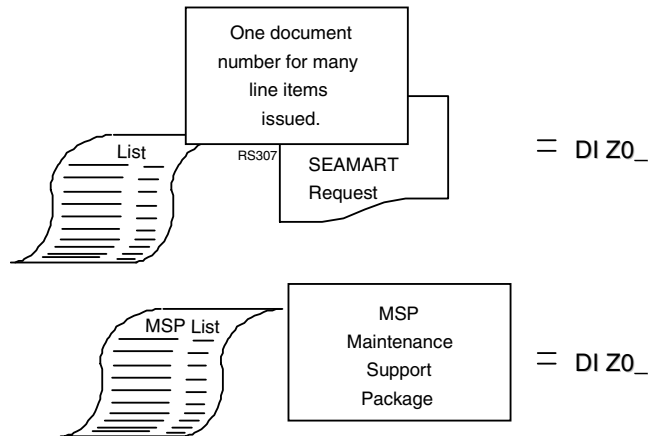 One document
number for many
line items
issued.
List
RS307
SEAMART
Request
= DI Z0_
MSP List
MSP
Maintenance
Support
Package
= DI Z0_